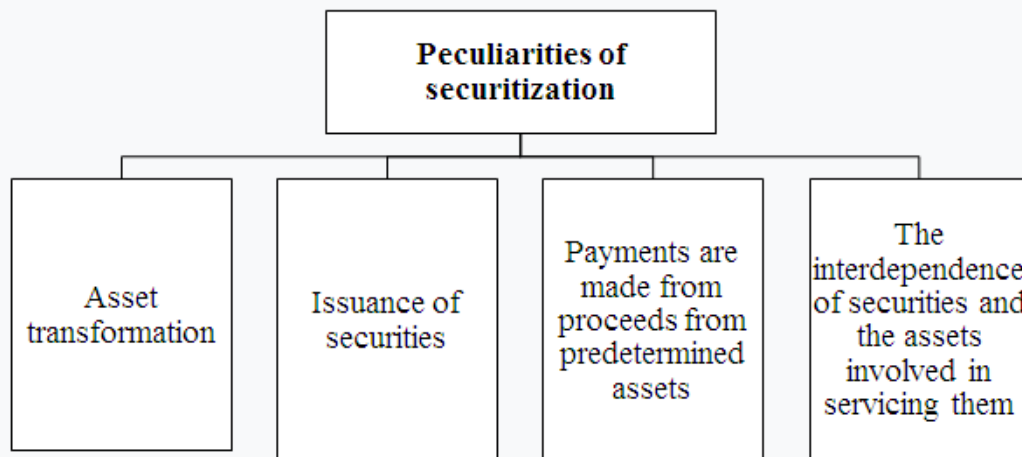 Peculiarities of
securitization
Asset
transformation
Issuance of
securities
Payments are
made from
proceeds from
predetermined
assets
The
interdependence
of securities and
the assets
involved in
servicing them